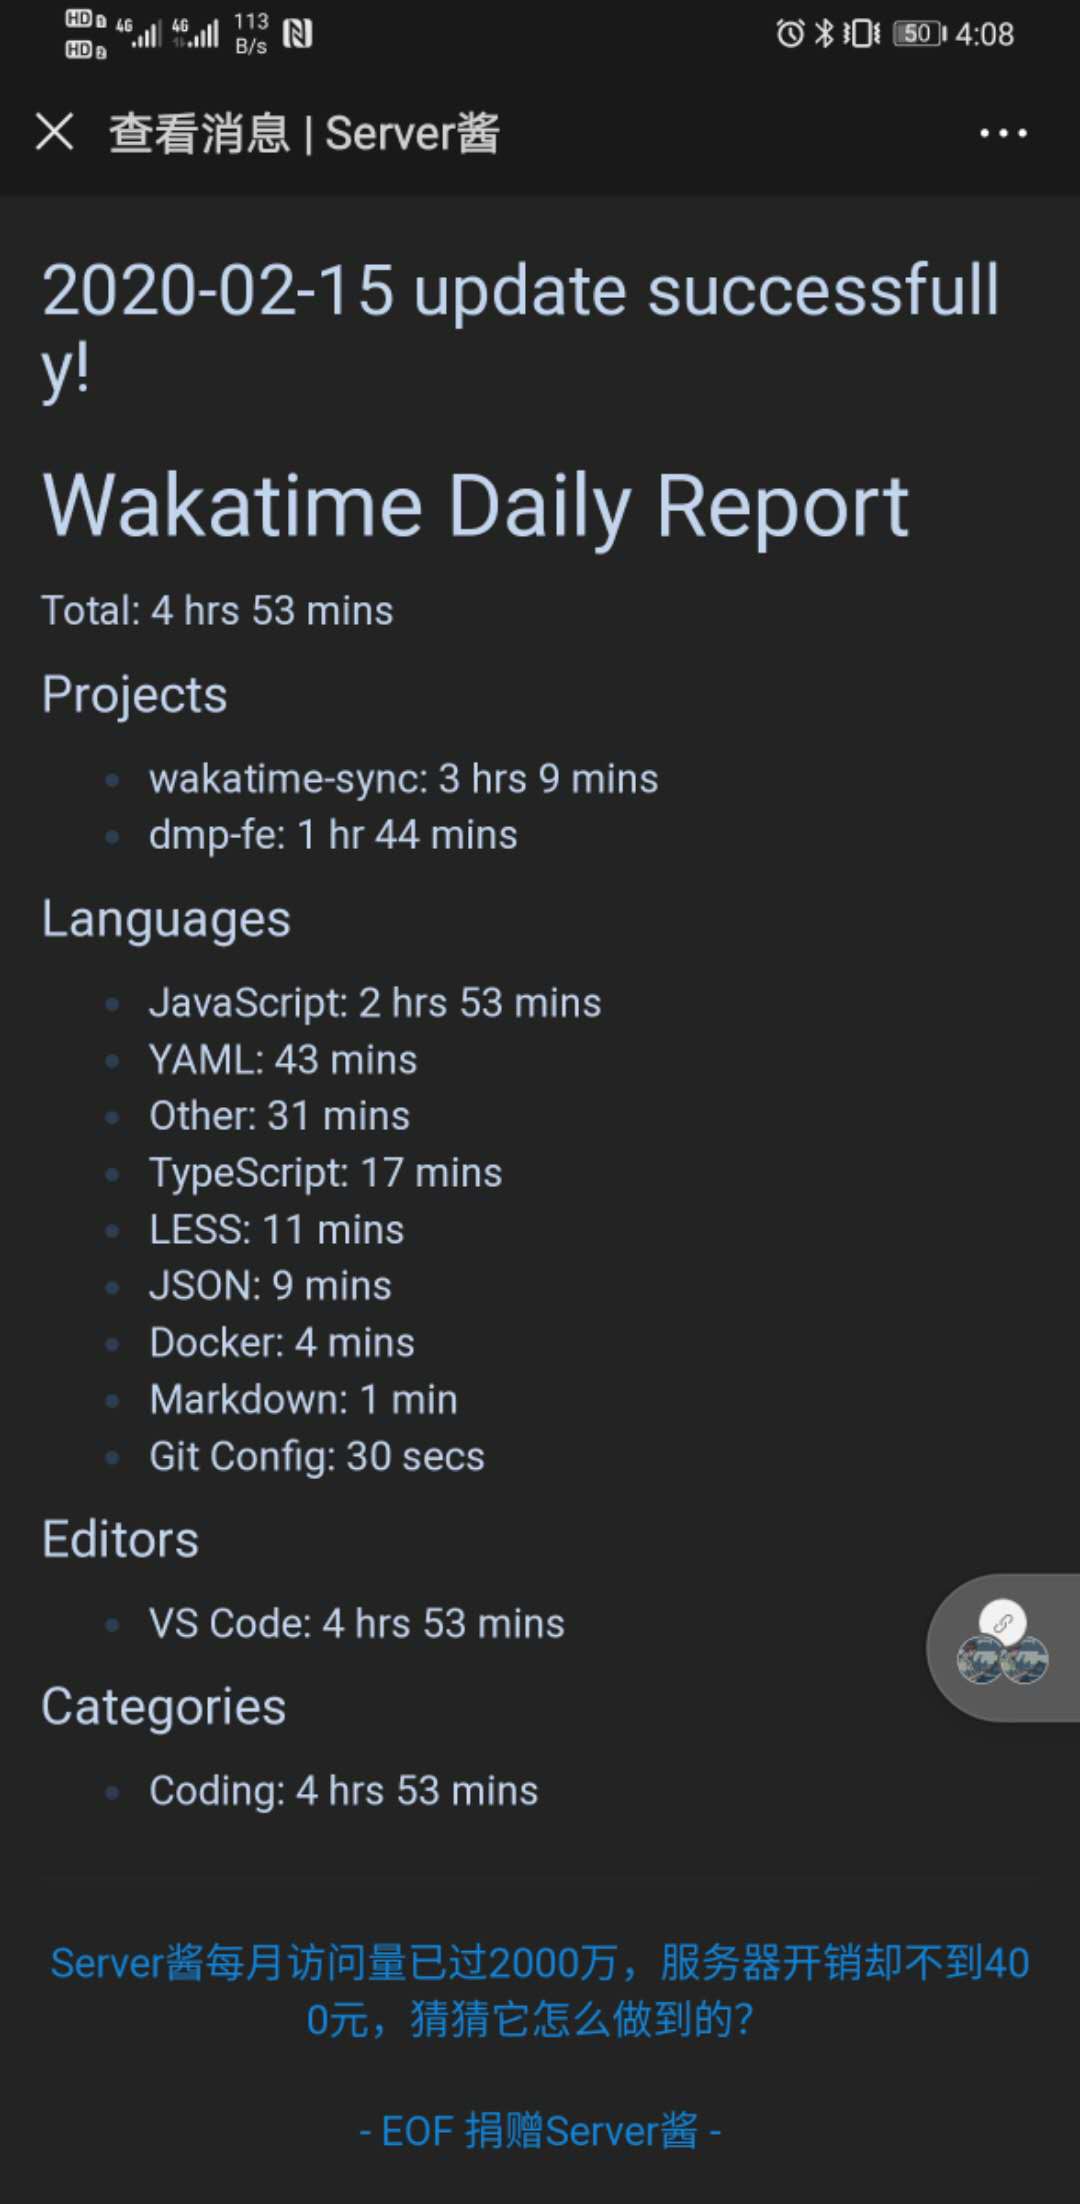 HD 1 4G 4G 113 B/s 50 4:08
HD 2
查看消息 | Server酱
2020-02-15 update successfull
y!
Wakatime Daily Report
Total: 4 hrs 53 mins
Projects
wakatime-sync: 3 hrs 9 mins
dmp-fe: 1 hr 44 mins
Languages
JavaScript: 2 hrs 53 mins
YAML: 43 mins
Other: 31 mins
TypeScript: 17 mins
LESS: 11 mins
JSON: 9 mins
Docker: 4 mins
Markdown: 1 min
Git Config: 30 secs
Editors
VS Code: 4 hrs 53 mins
Categories
Coding: 4 hrs 53 mins
Server酱每月访问量已过2000万，服务器开销却不到40
0元，猜猜它怎么做到的？
- EOF 捐赠Server酱 -